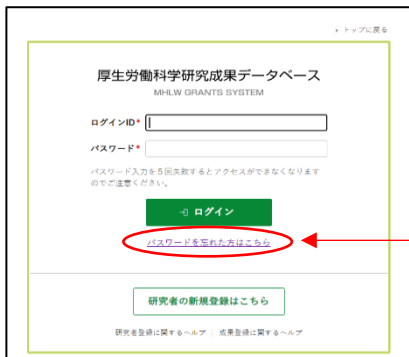 ▸ トップに戻る
厚生労働科学研究成果データベース
MHLW GRANTS SYSTEM
ログインID*
パスワード*
パスワード入力を5回失敗するとアクセスができなくなります
のでご注意ください。
ログイン
パスワードを忘れた方はこちら
研究者の新規登録はこちら
研究者登録に関するヘルプ | 成果登録に関するヘルプ